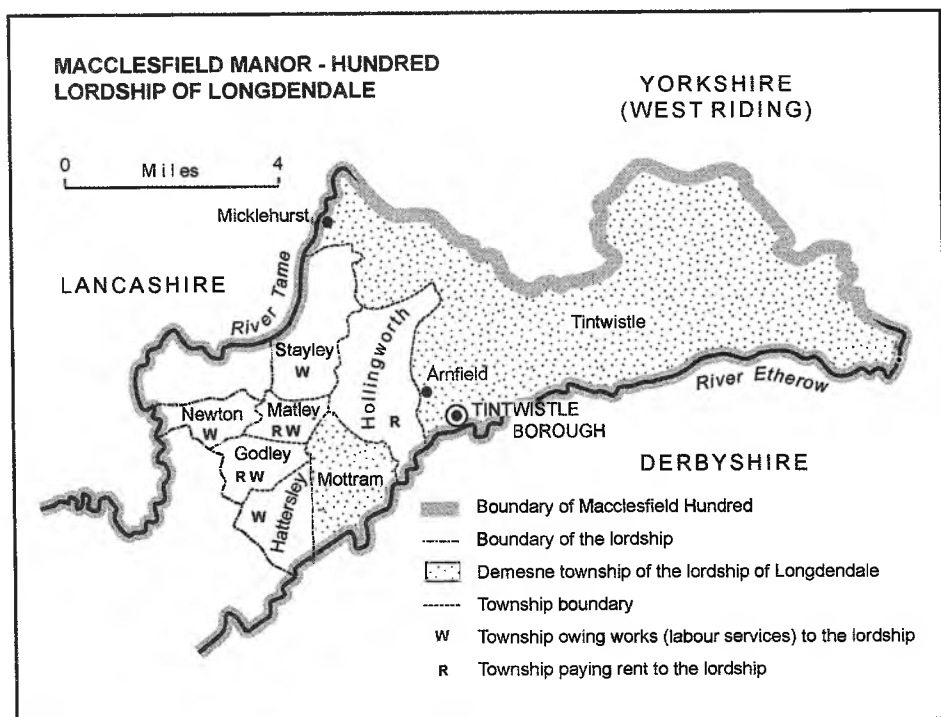 MACCLESFIELD MANOR - HUNDRED
LORDSHIP OF LONGDENDALE
YORKSHIRE
(WEST RIDING)
0 4
Miles
Micklehurst
LANCASHIRE
River Tame
Tintwistle
Stayley
W
Hollingworth
R
Arnfield
River Etherow
Newton
W
Matley
R W
TINTWISTLE
BOROUGH
Godley
R W
Mottram
Hattersley
W
DERBYSHIRE
Boundary of Macclesfield Hundred
Boundary of the lordship
Demesne township of the lordship of Longdendale
Township boundary
W Township owing works (labour services) to the lordship
R Township paying rent to the lordship